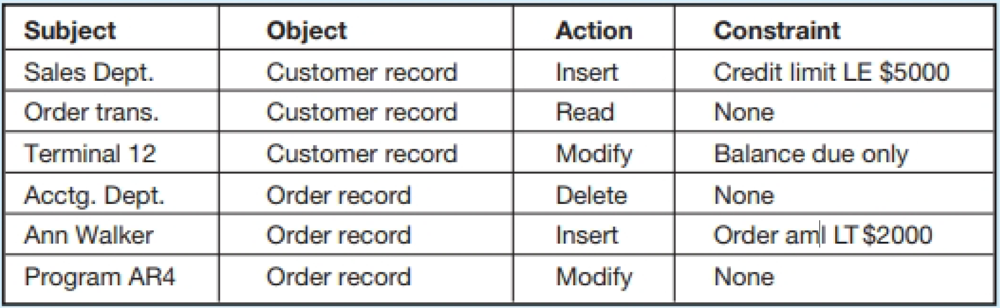 Subject Object Action Constraint
Sales Dept. Customer record Insert Credit limit LE $5000
Order trans. Customer record Read None
Terminal 12 Customer record Modify Balance due only
Acctg. Dept. Order record Delete None
Ann Walker Order record Insert Order aml LT $2000
Program AR4 Order record Modify None